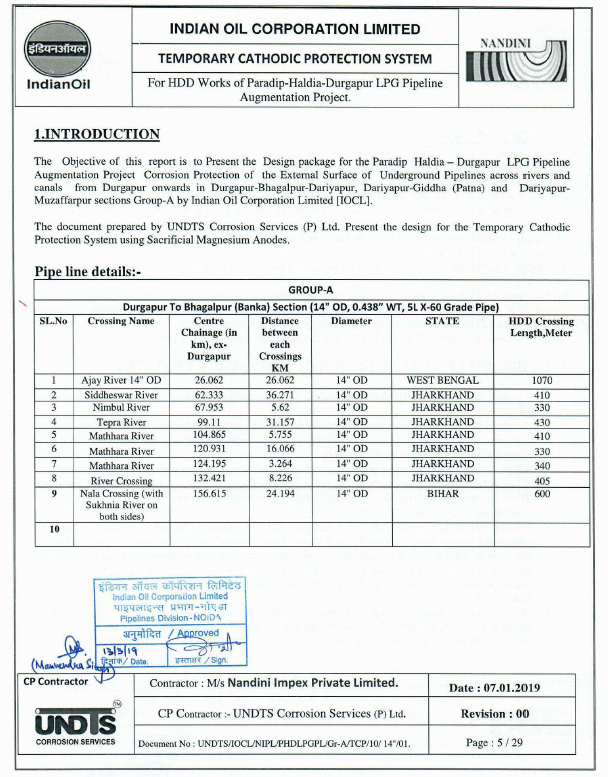 इंडियनऑयल
IndianOil
INDIAN OIL CORPORATION LIMITED
TEMPORARY CATHODIC PROTECTION SYSTEM
For HDD Works of Paradip-Haldia-Durgapur LPG Pipeline
Augmentation Project.
NANDINI
1.INTRODUCTION
The Objective of this report is to Present the Design package for the Paradip Haldia – Durgapur LPG Pipeline
Augmentation Project Corrosion Protection of the External Surface of Underground Pipelines across rivers and
canals from Durgapur onwards in Durgapur-Bhagalpur-Dariyapur, Dariyapur-Giddha (Patna) and Dariyapur-
Muzaffarpur sections Group-A by Indian Oil Corporation Limited [IOCL].
The document prepared by UNDTS Corrosion Services (P) Ltd. Present the design for the Temporary Cathodic
Protection System using Sacrificial Magnesium Anodes.
Pipe line details:-
GROUP-A
Durgapur To Bhagalpur (Banka) Section (14" OD, 0.438" WT, 5L X-60 Grade Pipe)
SL.No Crossing Name Centre Chainage (in km), ex- Durgapur Distance between each Crossings KM Diameter STATE HDD Crossing Length,Meter
1 Ajay River 14" OD 26.062 26.062 14" OD WEST BENGAL 1070
2 Siddheswar River 62.333 36.271 14" OD JHARKHAND 410
3 Nimbul River 67.953 5.62 14" OD JHARKHAND 330
4 Tepra River 99.11 31.157 14" OD JHARKHAND 430
5 Mathhara River 104.865 5.755 14" OD JHARKHAND 410
6 Mathhara River 120.931 16.066 14" OD JHARKHAND 330
7 Mathhara River 124.195 3.264 14" OD JHARKHAND 340
8 River Crossing 132.421 8.226 14" OD JHARKHAND 405
9 Nala Crossing (with Sukhnia River on both sides) 156.615 24.194 14" OD BIHAR 600
10
इंडियन ऑयल कॉर्पोरेशन लिमिटेड
Indian Oil Corporation Limited
पाइपलाइन्स प्रभाग-नोएडा
Pipelines Division - NOIDA
अनुमोदित / Approved
13/3/19
दिनांक/ Date:
हस्ताक्षर / Sign.
CP Contractor
UNDTS
TM
CORROSION SERVICES
Contractor : M/s Nandini Impex Private Limited.
Date : 07.01.2019
CP Contractor :- UNDTS Corrosion Services (P) Ltd.
Revision : 00
Document No : UNDTS/IOCL/NIPL/PHDLPGPL/Gr-A/TCP/10/ 14"/01.
Page : 5 / 29